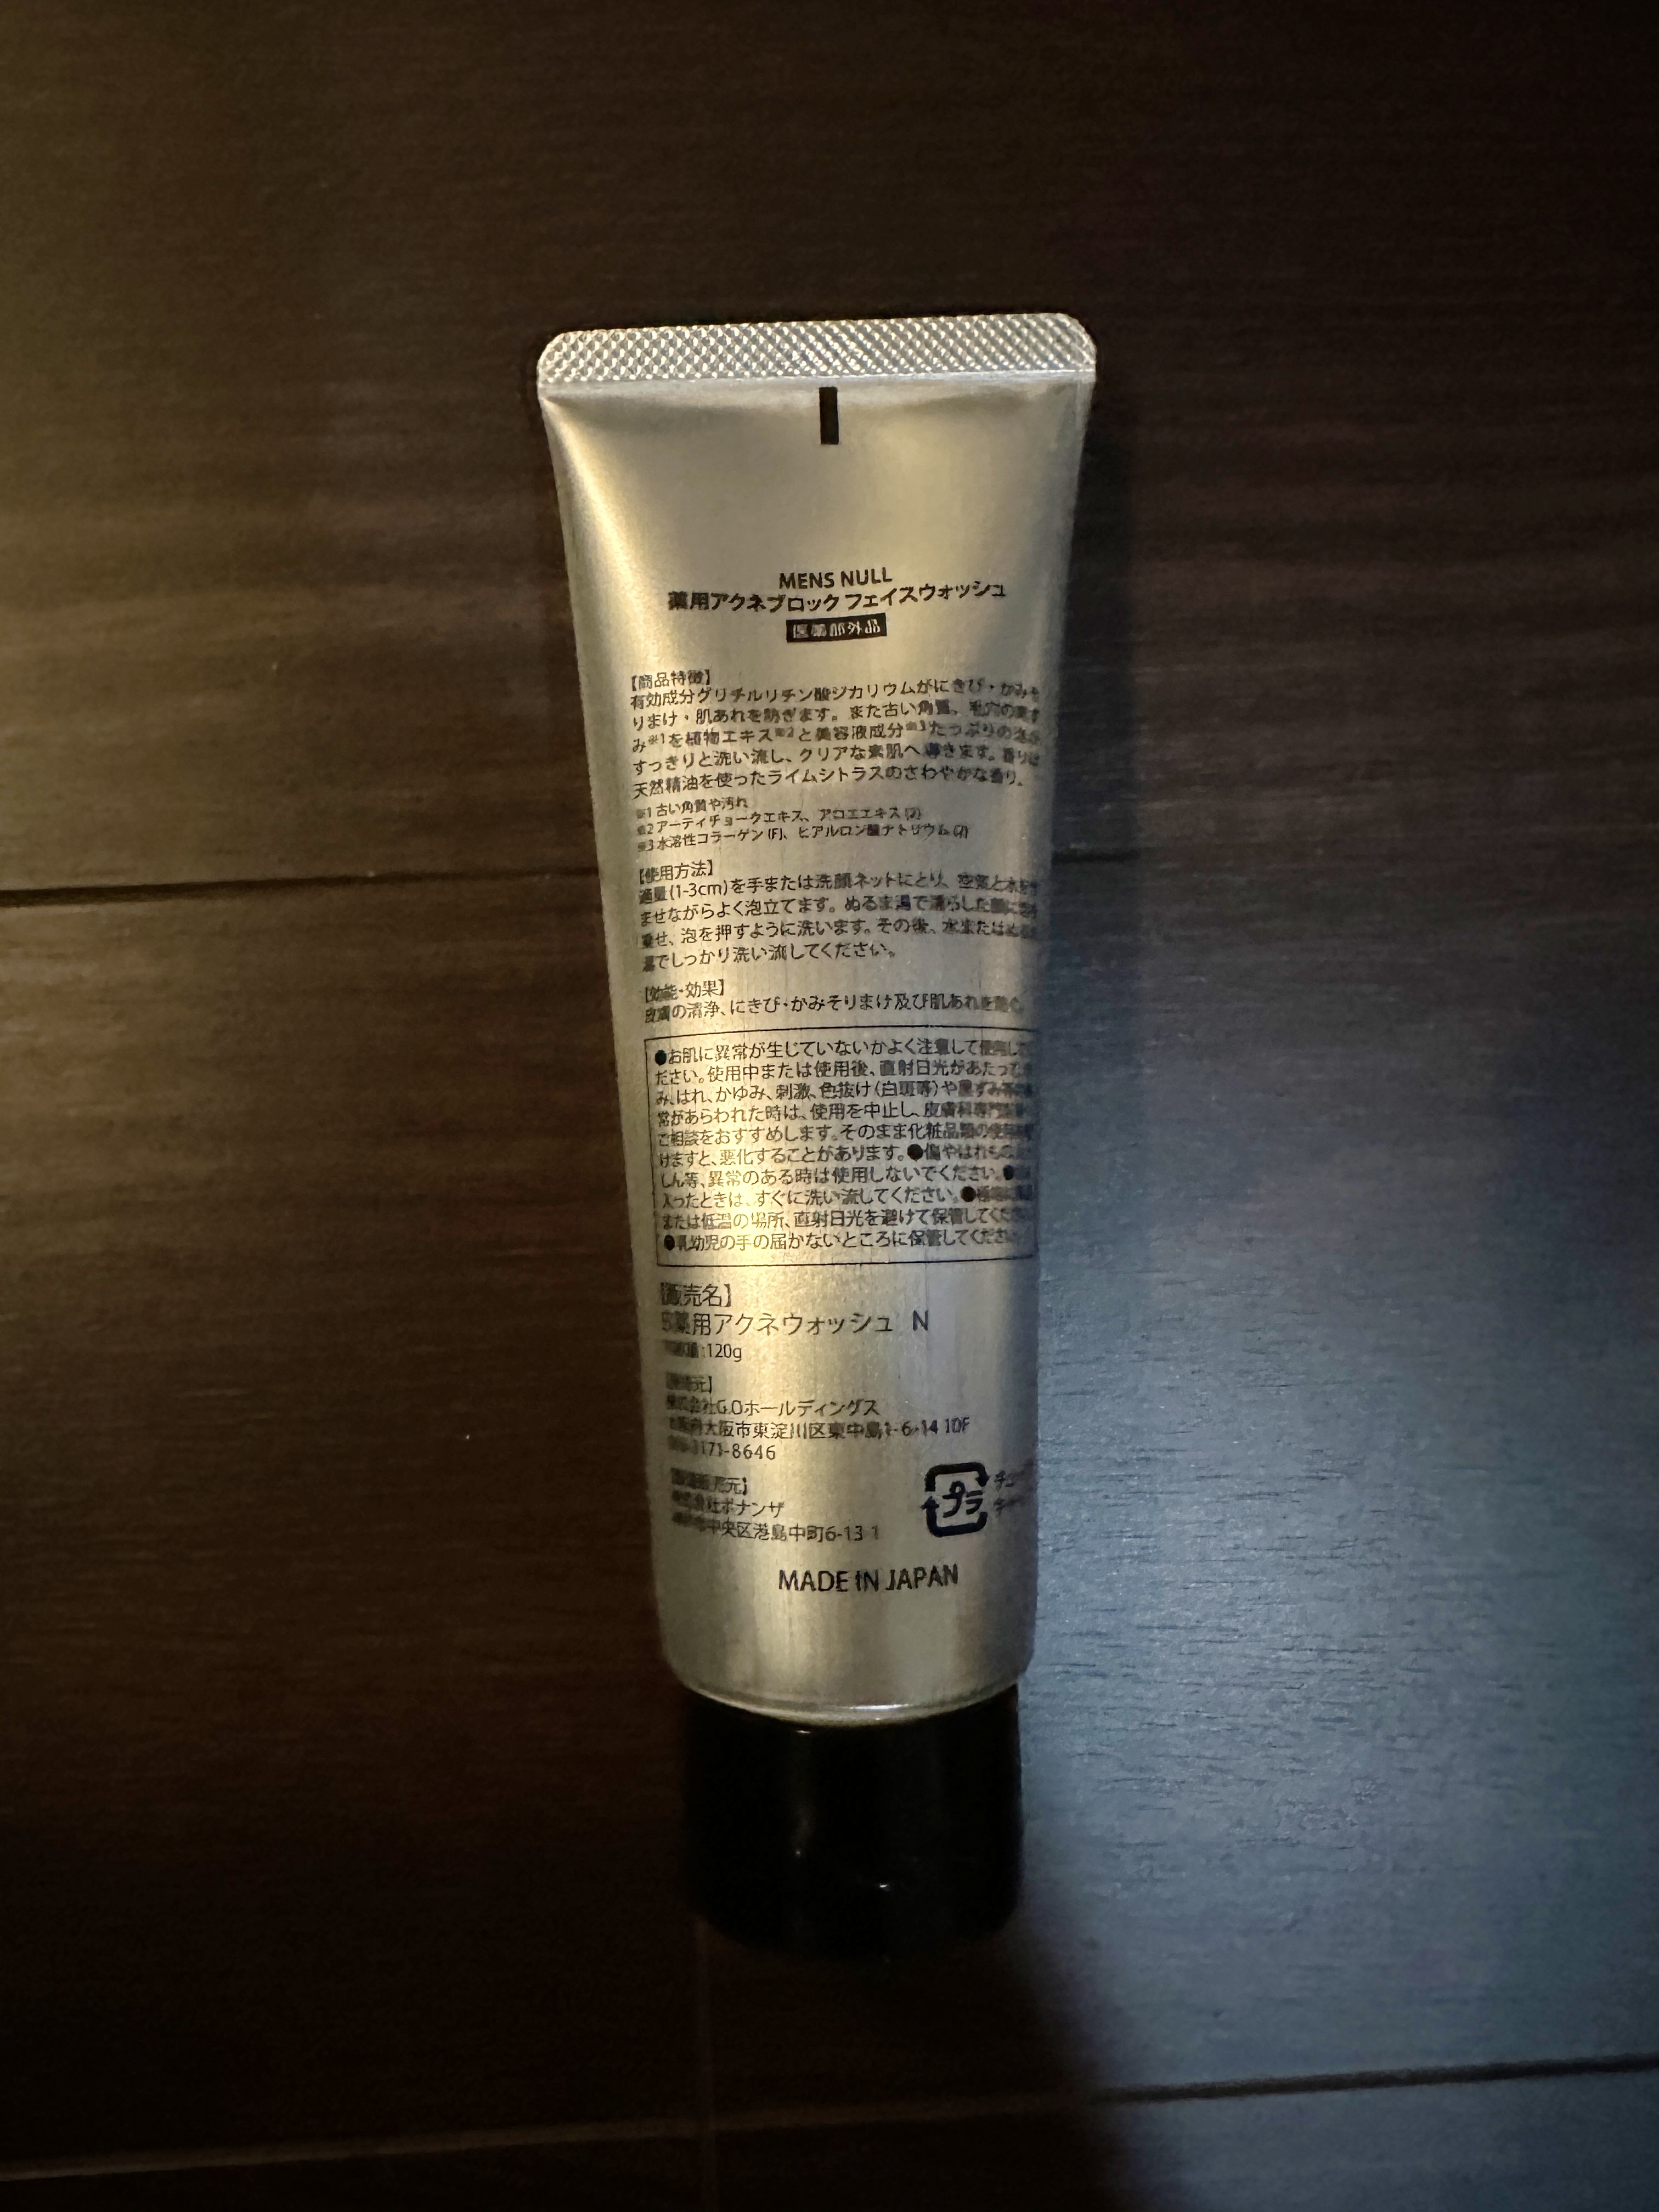 MENS NULL
薬用アクネブロック フェイスウォッシュ
医薬部外品
【商品特徴】
有効成分グリチルリチン酸ジカリウムがにきび・かみそ
りまけ・肌あれを防ぎます。また古い角質、毛穴の黒ず
み※1を植物エキス※2と美容液成分※3たっぷりの
すっきりと洗い流し、クリアな素肌へ導きます。香りは
天然精油を使ったライムシトラスのさわやかな香り。
※1 古い角質や汚れ
※2 アーティチョークエキス、アロエエキス(2)
※3 水溶性コラーゲン(F)、ヒアルロン酸ナトリウム(2)
【使用方法】
適量(1-3cm)を手または洗顔ネットにとり、空気と水を含
ませながらよく泡立てます。ぬるま湯で濡らした顔に泡を
乗せ、泡を押すように洗います。その後、水またはぬるま
湯でしっかり洗い流してください。
【効能・効果】
皮膚の清浄、にきび・かみそりまけ及び肌あれを防ぐ。
●お肌に異常が生じていないかよく注意して使用して
ださい。使用中または使用後、直射日光があたって
み、はれ、かゆみ、刺激、色抜け(白斑等)や黒ずみ等の
常があらわれた時は、使用を中止し、皮膚科専門医
ご相談をおすすめします。そのまま化粧品類の使用を
けますと、悪化することがあります。●傷やはれもの
しん等、異常のある時は使用しないでください。●
入ったときは、すぐに洗い流してください。●極端に
または低温の場所、直射日光を避けて保管してください
●乳幼児の手の届かないところに保管してください。
【販売名】
薬用アクネウォッシュ N
:120g
株式会社G.Oホールディングス
大阪市東淀川区東中島1-6-14 10F
171-8646
株式会社ボナンザ
中央区港島中町6-13-1
プラ
MADE IN JAPAN